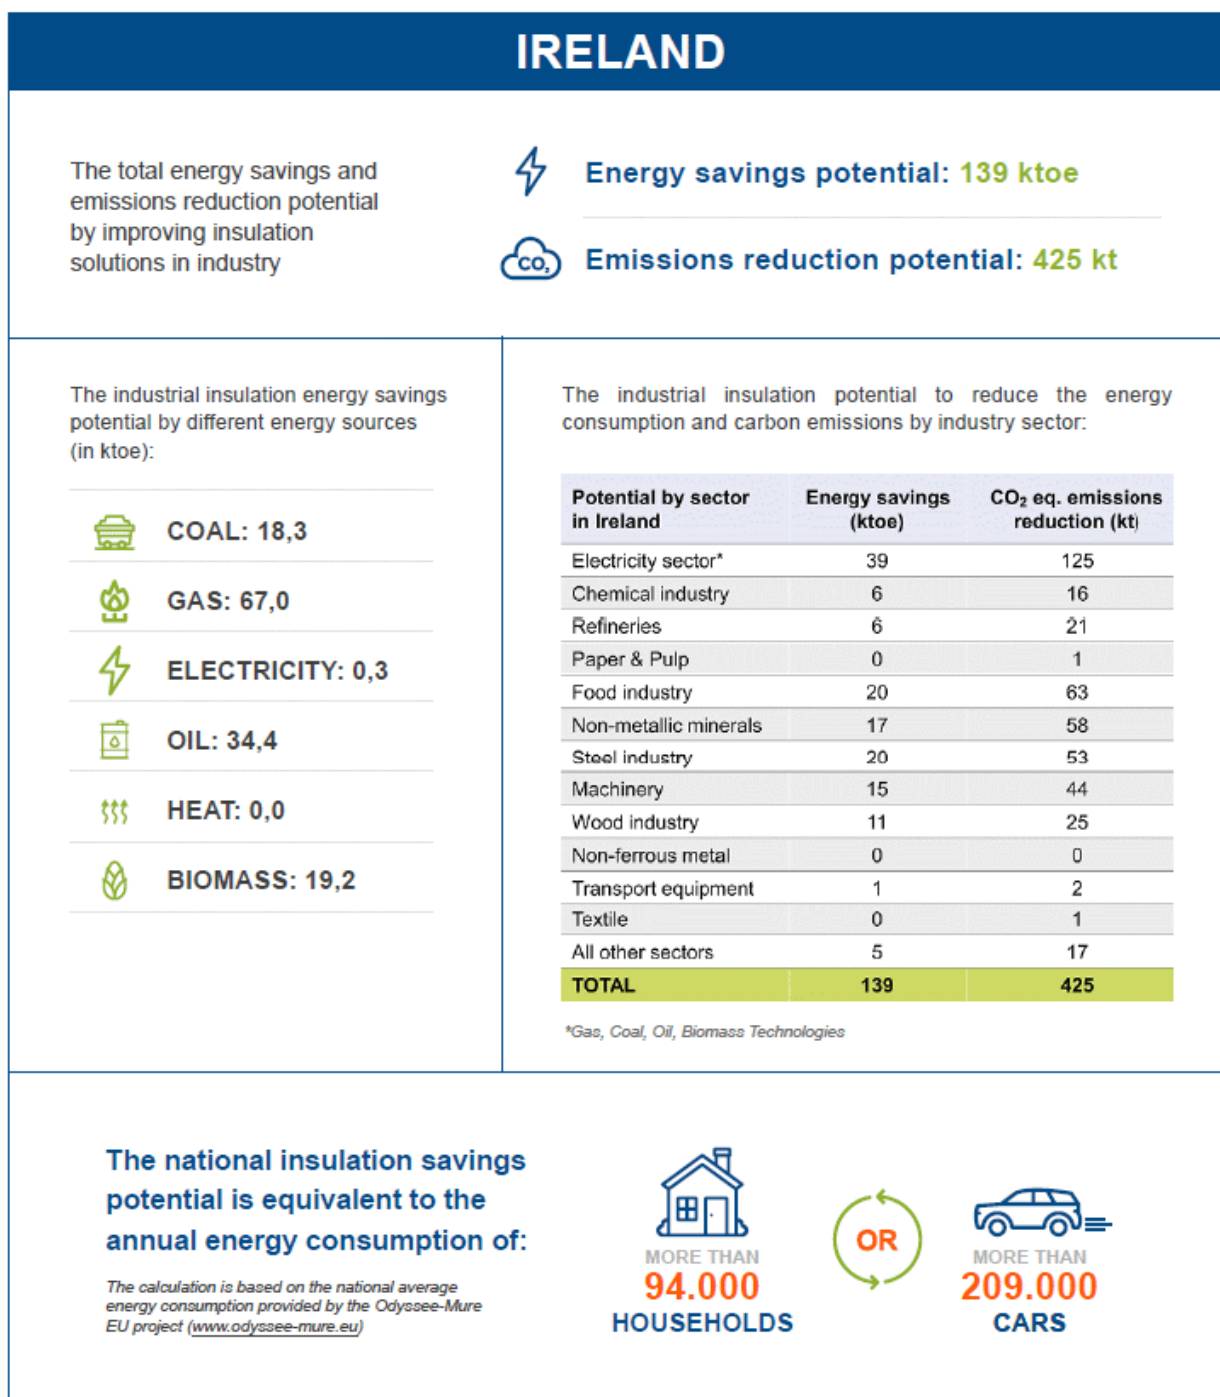 IRELAND
The total energy savings and
emissions reduction potential
by improving insulation
solutions in industry
Energy savings potential: 139 ktoe
CO₂
Emissions reduction potential: 425 kt
The industrial insulation energy savings
potential by different energy sources
(in ktoe):
COAL: 18,3
GAS: 67,0
ELECTRICITY: 0,3
OIL: 34,4
HEAT: 0,0
BIOMASS: 19,2
The industrial insulation potential to reduce the energy
consumption and carbon emissions by industry sector:
Potential by sector in Ireland Energy savings (ktoe) CO₂ eq. emissions reduction (kt)
Electricity sector* 39 125
Chemical industry 6 16
Refineries 6 21
Paper & Pulp 0 1
Food industry 20 63
Non-metallic minerals 17 58
Steel industry 20 53
Machinery 15 44
Wood industry 11 25
Non-ferrous metal 0 0
Transport equipment 1 2
Textile 0 1
All other sectors 5 17
TOTAL 139 425
*Gas, Coal, Oil, Biomass Technologies
The national insulation savings
potential is equivalent to the
annual energy consumption of:
The calculation is based on the national average
energy consumption provided by the Odyssee-Mure
EU project (www.odyssee-mure.eu)
MORE THAN
94.000
HOUSEHOLDS
OR
MORE THAN
209.000
CARS